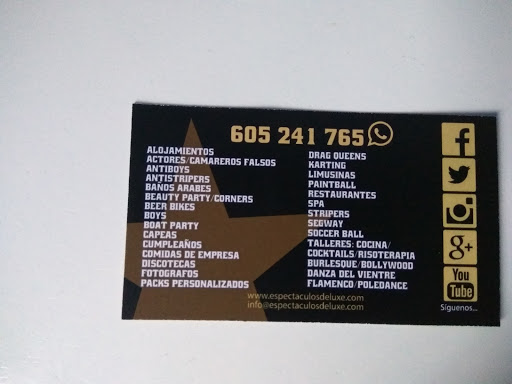 605 241 765
ALOJAMIENTOS
ACTORES/CAMAREROS FALSOS
ANTIBOYS
ANTISTRIPERS
BAÑOS ARABES
BEAUTY PARTY/CORNERS
BEER BIKES
BOYS
BOAT PARTY
CAPEAS
CUMPLEAÑOS
COMIDAS DE EMPRESA
DISCOTECAS
FOTOGRAFOS
PACKS PERSONALIZADOS
DRAG QUEENS
KARTING
LIMUSINAS
PAINTBALL
RESTAURANTES
SPA
STRIPERS
SEGWAY
SOCCER BALL
TALLERES: COCINA/
COCKTAILS/RISOTERAPIA
BURLESQUE/BOLLYWOOD
DANZA DEL VIENTRE
FLAMENCO/POLEDANCE
www.espectaculosdeluxe.com
info@espectaculosdeluxe.com
f
g+
You
Tube
Síguenos...